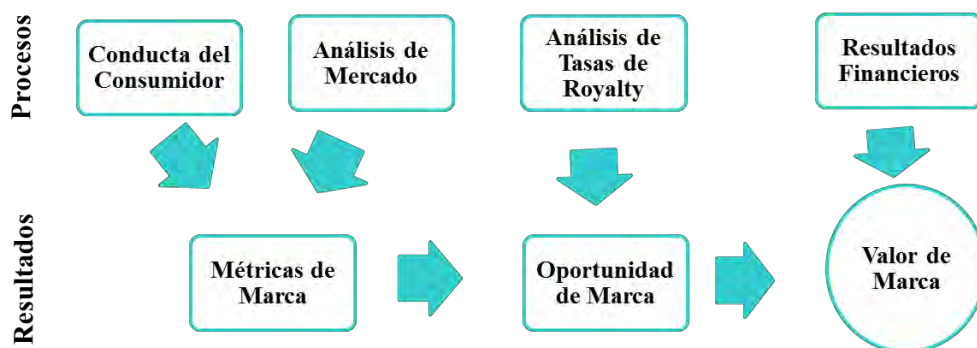 Procesos
Conducta del
Consumidor
Análisis de
Mercado
Análisis de
Tasas de
Royalty
Resultados
Financieros
Resultados
Métricas de
Marca
Oportunidad
de Marca
Valor de
Marca